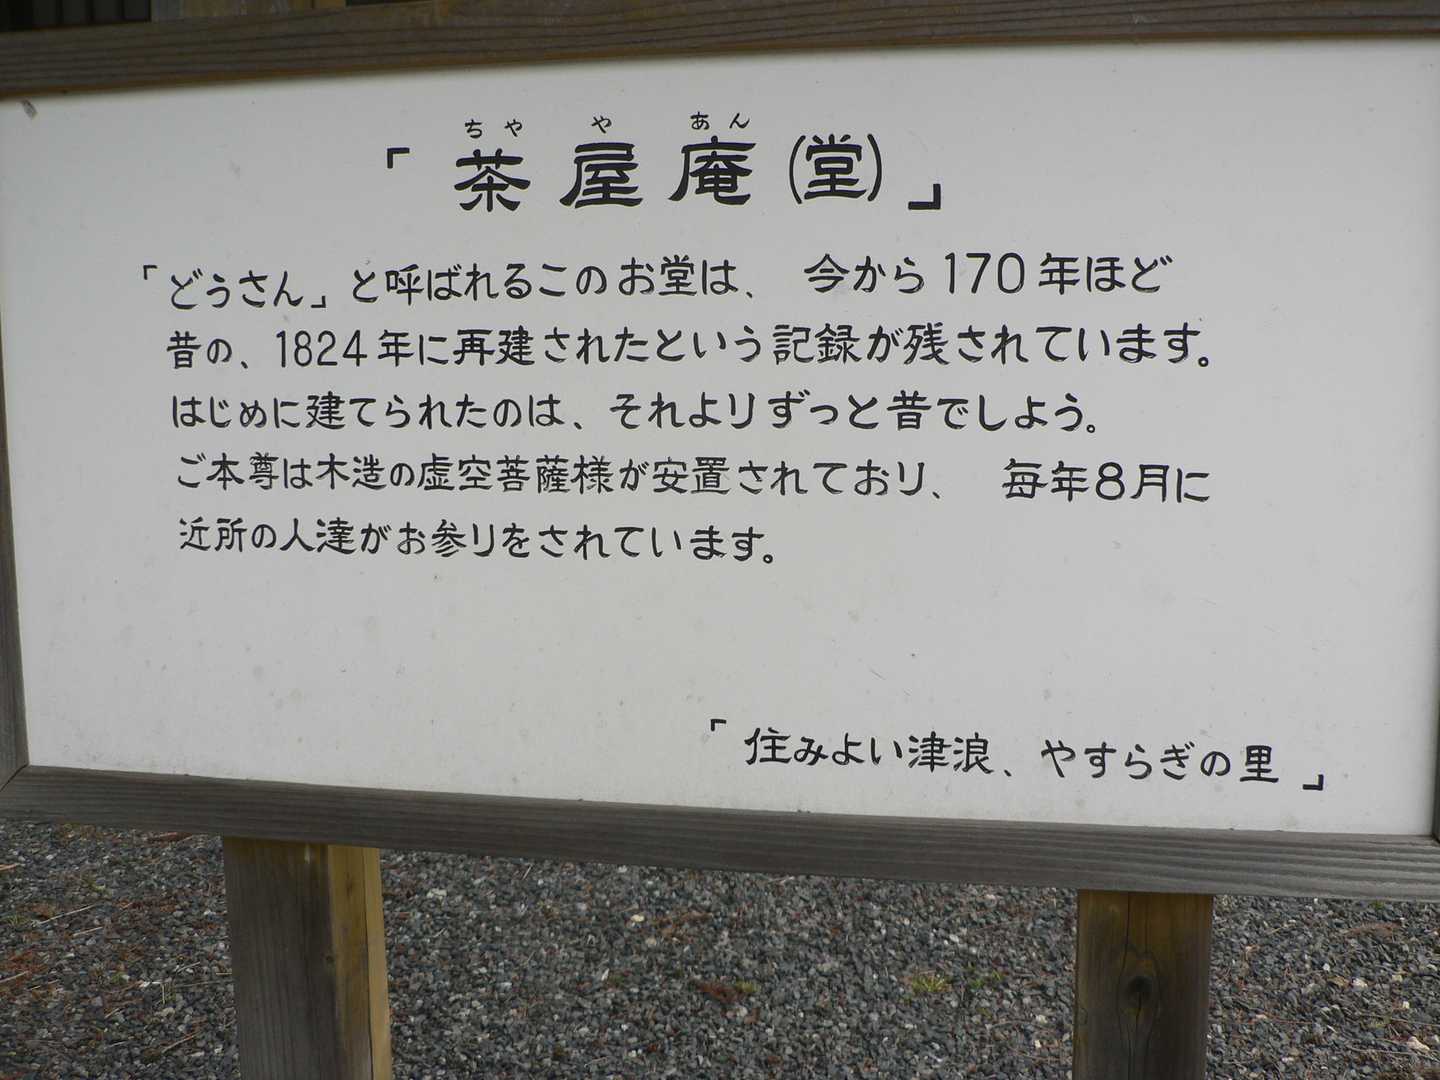 ちや や あん
「茶屋庵(堂)」
「どうさん」と呼ばれるこのお堂は、 今から170年ほど
昔の、1824年に再建されたという記録が残されています。
はじめに建てられたのは、それよりずっと昔でしよう。
ご本尊は木造の虚空菩薩様が安置されており、 毎年8月に
近所の人達がお参りをされています。
「住みよい津浪、やすらぎの里」